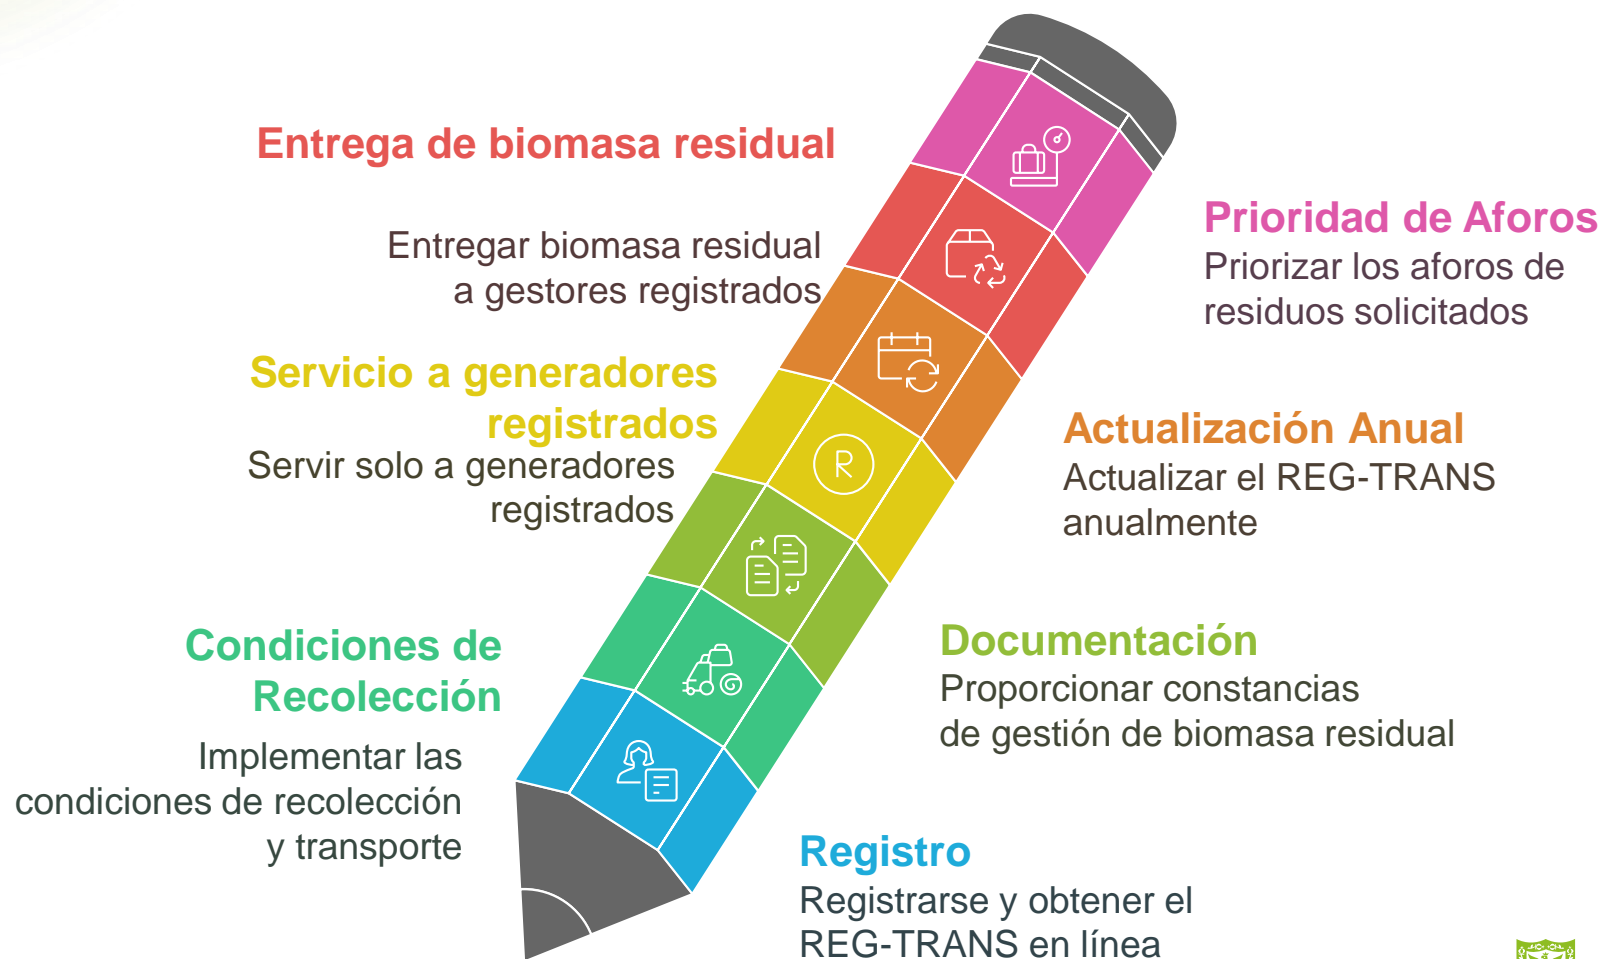 Entrega de biomasa residual
Entregar biomasa residual
a gestores registrados
Prioridad de Aforos
Priorizar los aforos de
residuos solicitados
Servicio a generadores
registrados
Servir solo a generadores
registrados
Actualización Anual
Actualizar el REG-TRANS
anualmente
R
Condiciones de
Recolección
Implementar las
condiciones de recolección
y transporte
Documentación
Proporcionar constancias
de gestión de biomasa residual
Registro
Registrarse y obtener el
REG-TRANS en línea